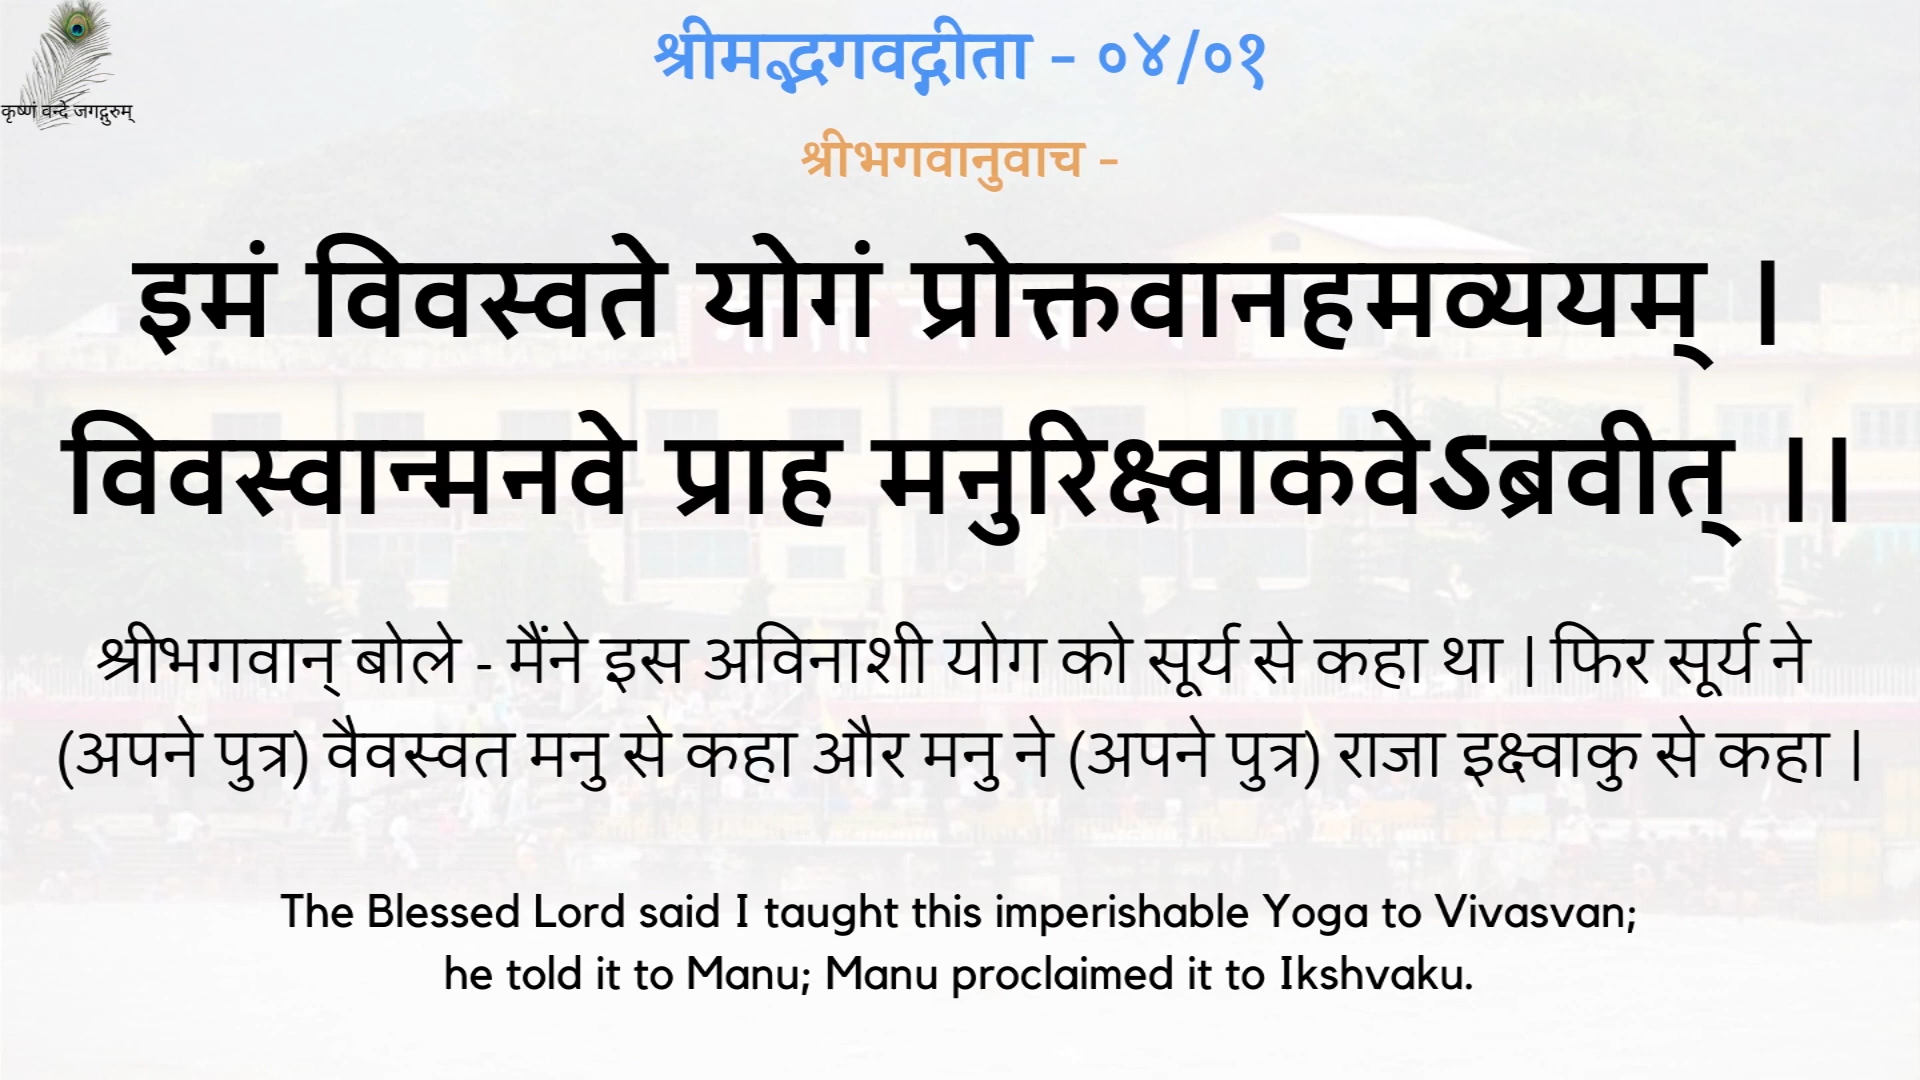 कृष्णं वन्दे जगद्गुरुम्
श्रीमद्भगवद्गीता - ०४/०१
श्रीभगवानुवाच -
इमं विवस्वते योगं प्रोक्तवानहमव्ययम् |
विवस्वान्मनवे प्राह मनुरिक्ष्वाकवेऽब्रवीत् ||
श्रीभगवान् बोले - मैंने इस अविनाशी योग को सूर्य से कहा था | फिर सूर्य ने
(अपने पुत्र) वैवस्वत मनु से कहा और मनु ने (अपने पुत्र) राजा इक्ष्वाकु से कहा |
The Blessed Lord said I taught this imperishable Yoga to Vivasvan;
he told it to Manu; Manu proclaimed it to Ikshvaku.